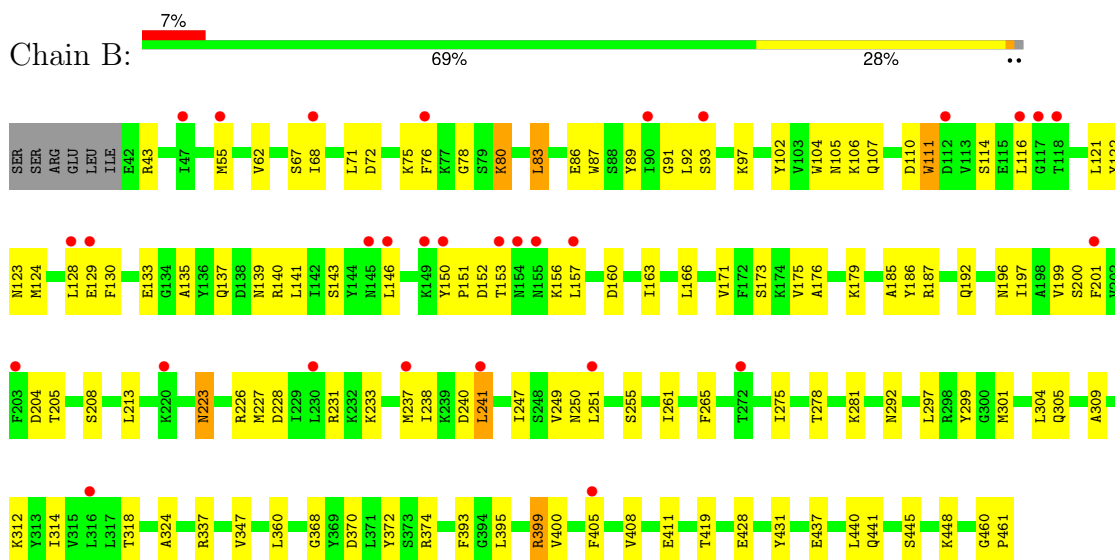 7%
Chain B:
69% 28% ••
SER SER ARG GLU LEU ILE E42 R43 I47 M55 V62 S67 I68 L71 D72 K75 F76 K77 G78 S79 K80 L83 E86 W87 S88 Y89 I90 G91 L92 S93 K97 Y102 V103 W104 N105 K106 Q107 D110 W111 D112 V113 S114 E115 L116 G117 T118 L121 Y122
N123 M124 L128 E129 F130 E133 G134 A135 Y136 Q137 D138 N139 R140 L141 I142 S143 Y144 N145 L146 K149 Y150 P151 D152 T153 N154 N155 K156 L157 D160 I163 L166 V171 F172 S173 K174 V175 A176 K179 A185 Y186 R187 Q192 N196 I197 A198 V199 S200 F201 V202
F203 D204 T205 S208 L213 K220 N223 R226 M227 D228 I229 L230 R231 K232 K233 M237 I238 K239 D240 L241 I247 S248 V249 N250 L251 S255 I261 F265 T272 I275 T278 K281 N292 L297 R298 Y299 G300 M301 L304 Q305 A309
K312 Y313 I314 V315 L316 L317 T318 A324 R337 V347 L360 G368 Y369 D370 L371 Y372 S373 R374 F393 G394 L395 R399 V400 F405 V408 E411 T419 E428 Y431 E437 L440 Q441 S445 K448 G460 P461